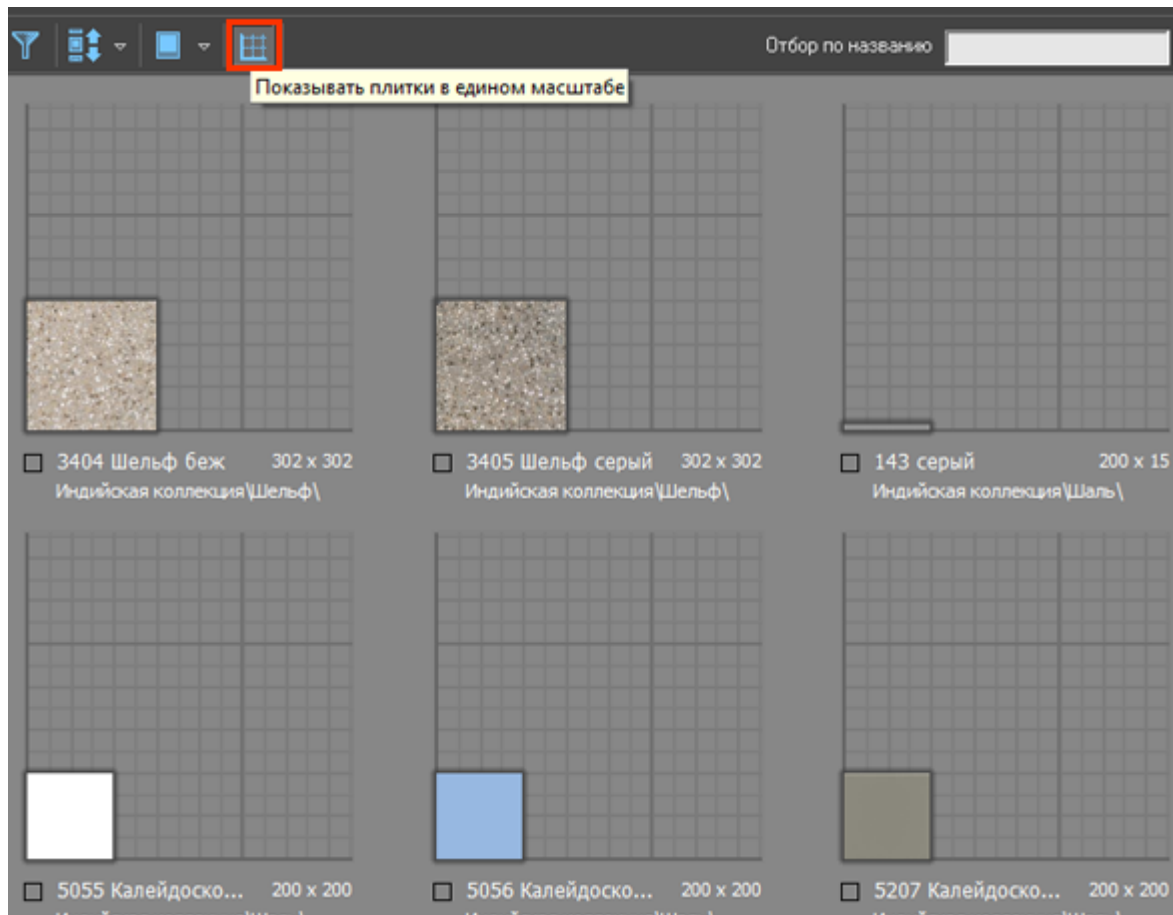 Отбор по названию
Показывать плитки в едином масштабе
3404 Шельф беж 302 x 302
Индийская коллекция\Шельф\
3405 Шельф серый 302 x 302
Индийская коллекция\Шельф\
143 серый 200 x 15
Индийская коллекция\Шаль\
5055 Калейдоско... 200 x 200
5056 Калейдоско... 200 x 200
5207 Калейдоско... 200 x 200